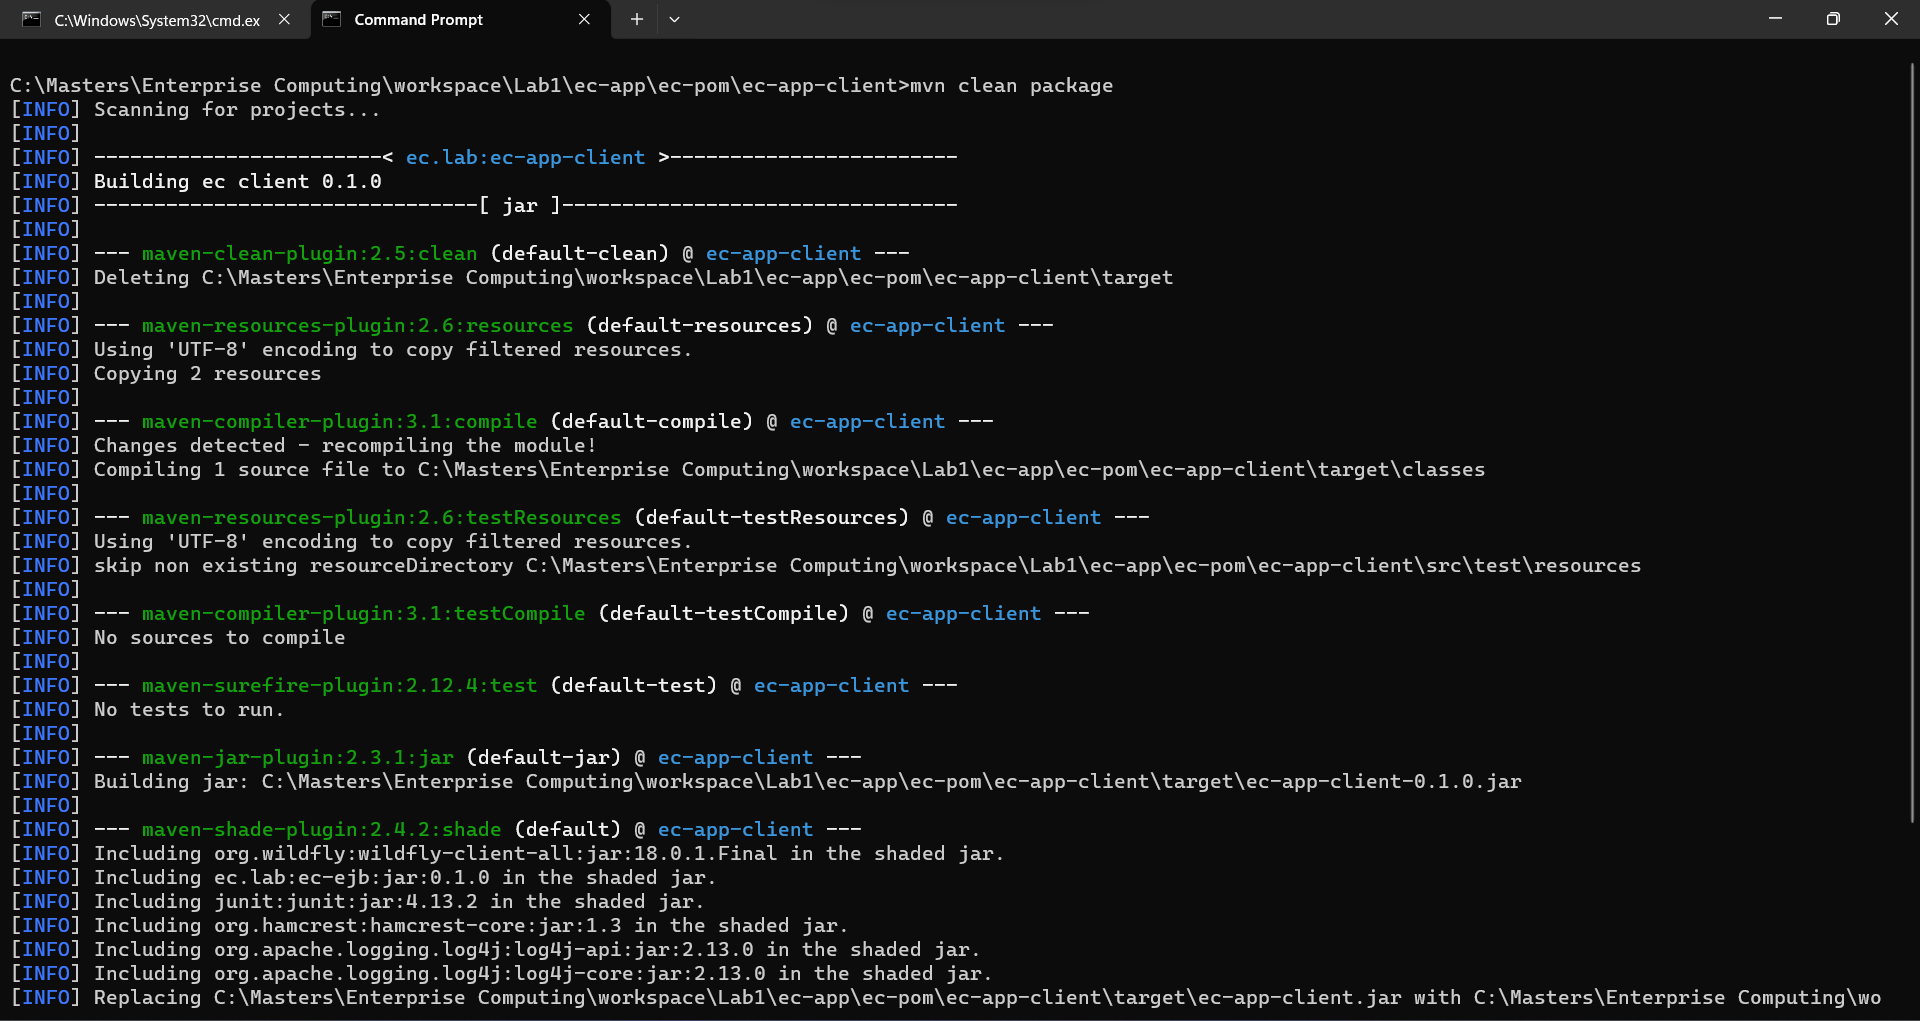 C:\Windows\System32\cmd.ex
Command Prompt
C:\Masters\Enterprise Computing\workspace\Lab1\ec-app\ec-pom\ec-app-client>mvn clean package
[INFO] Scanning for projects...
[INFO]
[INFO] ------------------------< ec.lab:ec-app-client >------------------------
[INFO] Building ec client 0.1.0
[INFO] --------------------------------[ jar ]---------------------------------
[INFO]
[INFO] --- maven-clean-plugin:2.5:clean (default-clean) @ ec-app-client ---
[INFO] Deleting C:\Masters\Enterprise Computing\workspace\Lab1\ec-app\ec-pom\ec-app-client\target
[INFO]
[INFO] --- maven-resources-plugin:2.6:resources (default-resources) @ ec-app-client ---
[INFO] Using 'UTF-8' encoding to copy filtered resources.
[INFO] Copying 2 resources
[INFO]
[INFO] --- maven-compiler-plugin:3.1:compile (default-compile) @ ec-app-client ---
[INFO] Changes detected - recompiling the module!
[INFO] Compiling 1 source file to C:\Masters\Enterprise Computing\workspace\Lab1\ec-app\ec-pom\ec-app-client\target\classes
[INFO]
[INFO] --- maven-resources-plugin:2.6:testResources (default-testResources) @ ec-app-client ---
[INFO] Using 'UTF-8' encoding to copy filtered resources.
[INFO] skip non existing resourceDirectory C:\Masters\Enterprise Computing\workspace\Lab1\ec-app\ec-pom\ec-app-client\src\test\resources
[INFO]
[INFO] --- maven-compiler-plugin:3.1:testCompile (default-testCompile) @ ec-app-client ---
[INFO] No sources to compile
[INFO]
[INFO] --- maven-surefire-plugin:2.12.4:test (default-test) @ ec-app-client ---
[INFO] No tests to run.
[INFO]
[INFO] --- maven-jar-plugin:2.3.1:jar (default-jar) @ ec-app-client ---
[INFO] Building jar: C:\Masters\Enterprise Computing\workspace\Lab1\ec-app\ec-pom\ec-app-client\target\ec-app-client-0.1.0.jar
[INFO]
[INFO] --- maven-shade-plugin:2.4.2:shade (default) @ ec-app-client ---
[INFO] Including org.wildfly:wildfly-client-all:jar:18.0.1.Final in the shaded jar.
[INFO] Including ec.lab:ec-ejb:jar:0.1.0 in the shaded jar.
[INFO] Including junit:junit:jar:4.13.2 in the shaded jar.
[INFO] Including org.hamcrest:hamcrest-core:jar:1.3 in the shaded jar.
[INFO] Including org.apache.logging.log4j:log4j-api:jar:2.13.0 in the shaded jar.
[INFO] Including org.apache.logging.log4j:log4j-core:jar:2.13.0 in the shaded jar.
[INFO] Replacing C:\Masters\Enterprise Computing\workspace\Lab1\ec-app\ec-pom\ec-app-client\target\ec-app-client.jar with C:\Masters\Enterprise Computing\wo